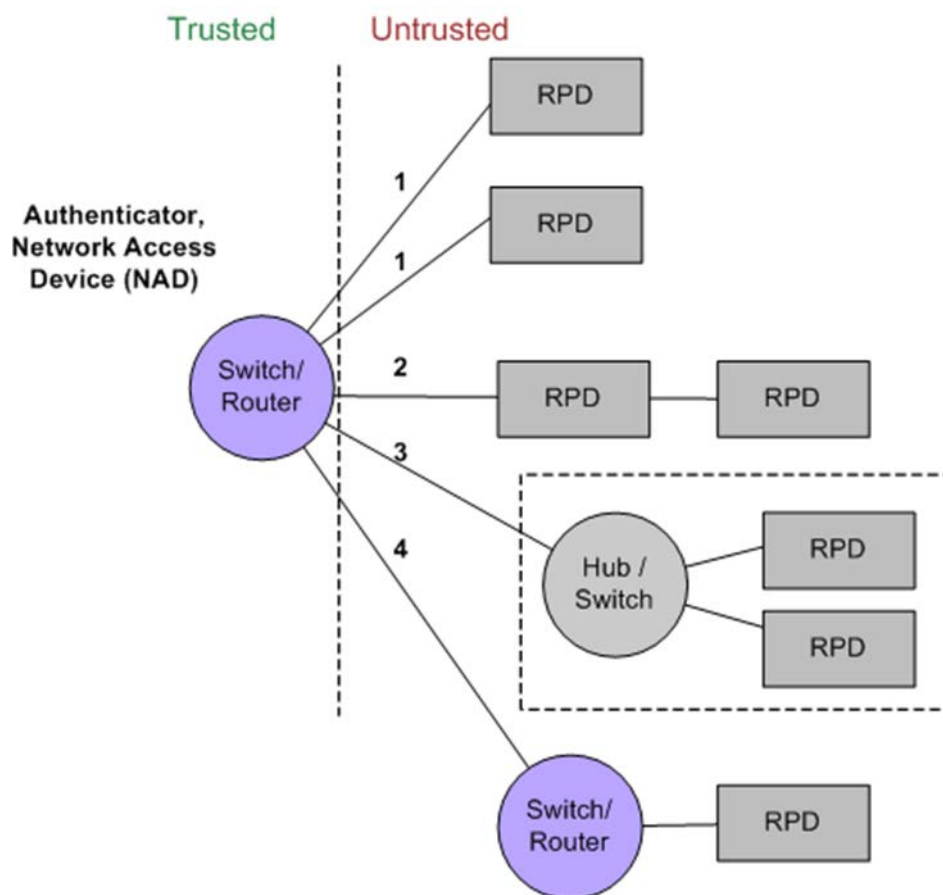 Trusted
Untrusted
RPD
1
RPD
Authenticator,
Network Access
Device (NAD)
1
Switch/
Router
2
RPD
RPD
3
RPD
Hub /
Switch
4
RPD
Switch/
Router
RPD